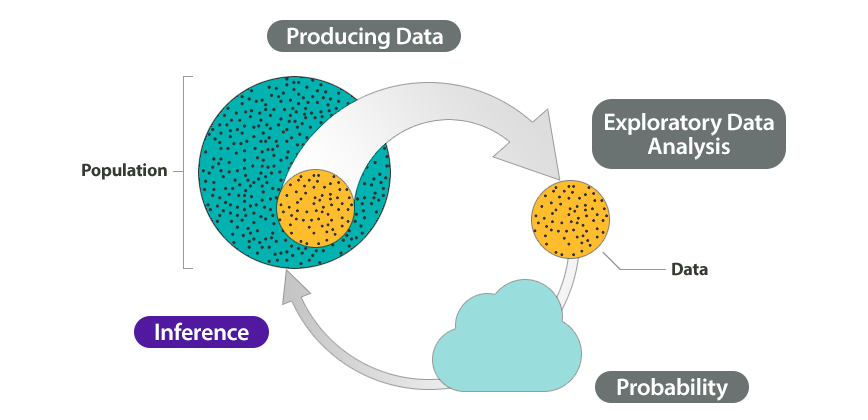 Producing Data
Exploratory Data
Analysis
Population
Data
Inference
Probability